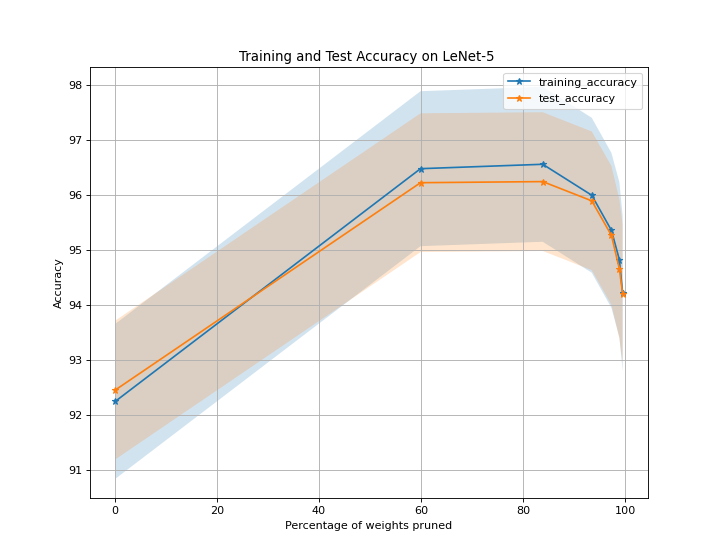 Training and Test Accuracy on LeNet-5
training_accuracy
test_accuracy
98
97
96
95
94
93
92
91
Accuracy
0 20 40 60 80 100
Percentage of weights pruned